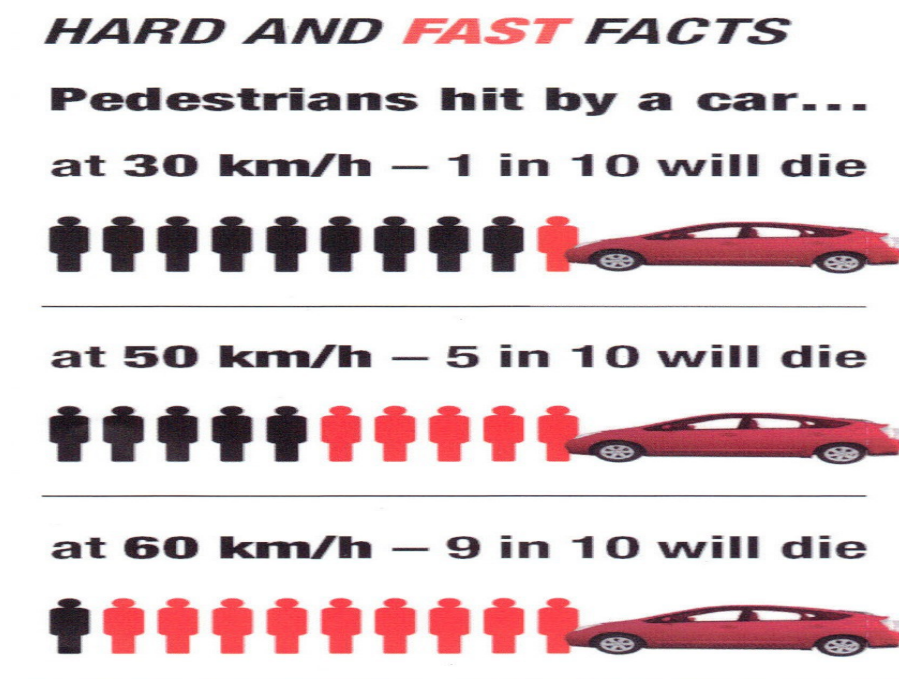 HARD AND FAST FACTS
Pedestrians hit by a car...
at 30 km/h – 1 in 10 will die
at 50 km/h – 5 in 10 will die
at 60 km/h – 9 in 10 will die